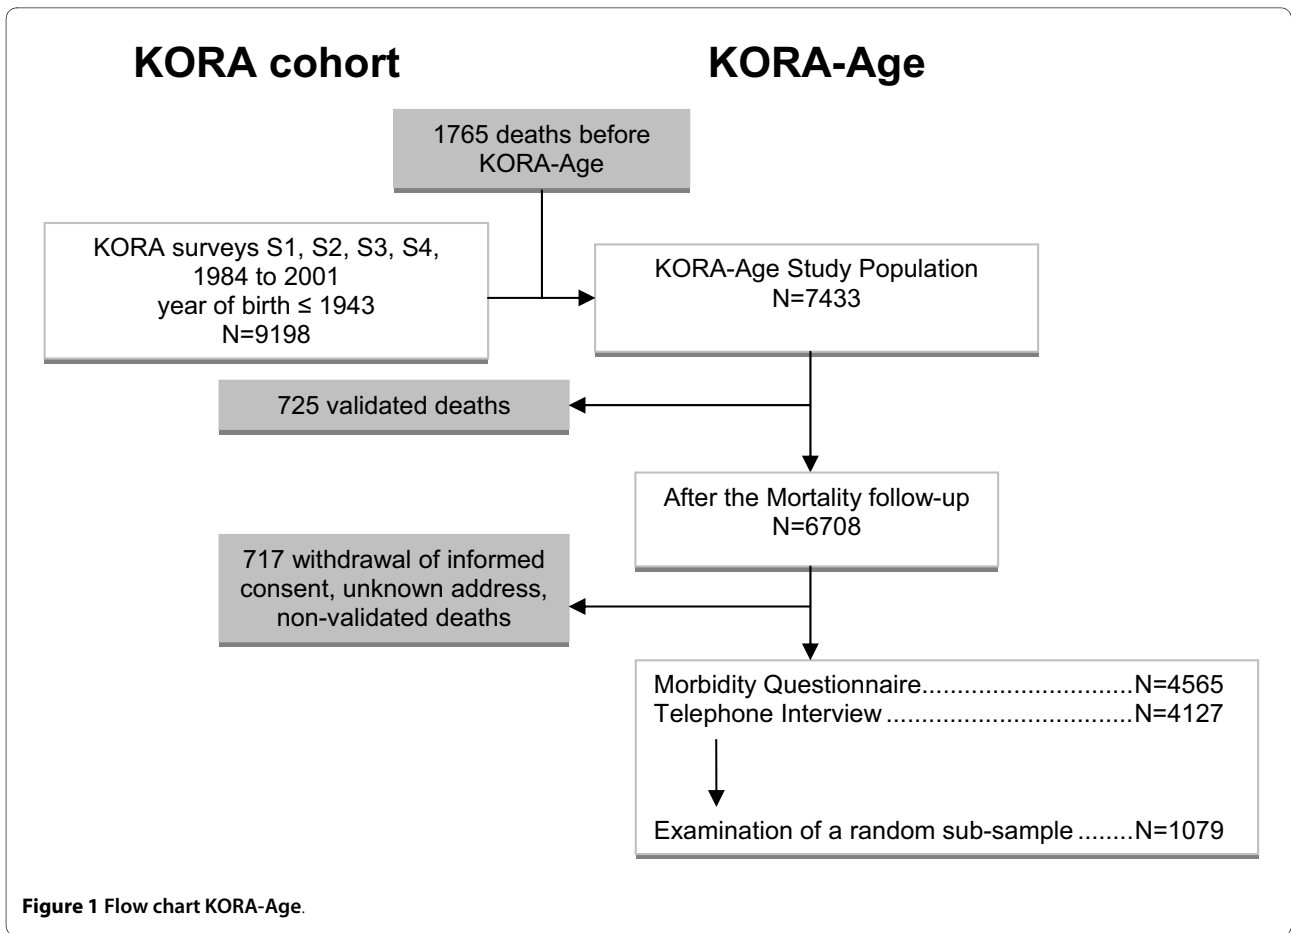 KORA cohort
KORA-Age
1765 deaths before
KORA-Age
KORA surveys S1, S2, S3, S4,
1984 to 2001
year of birth ≤ 1943
N=9198
KORA-Age Study Population
N=7433
725 validated deaths
After the Mortality follow-up
N=6708
717 withdrawal of informed
consent, unknown address,
non-validated deaths
Morbidity Questionnaire.............................N=4565
Telephone Interview ..................................N=4127
Examination of a random sub-sample ........N=1079
Figure 1 Flow chart KORA-Age.